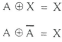 A ⊕ X = X
A ⊕ A̅ = X